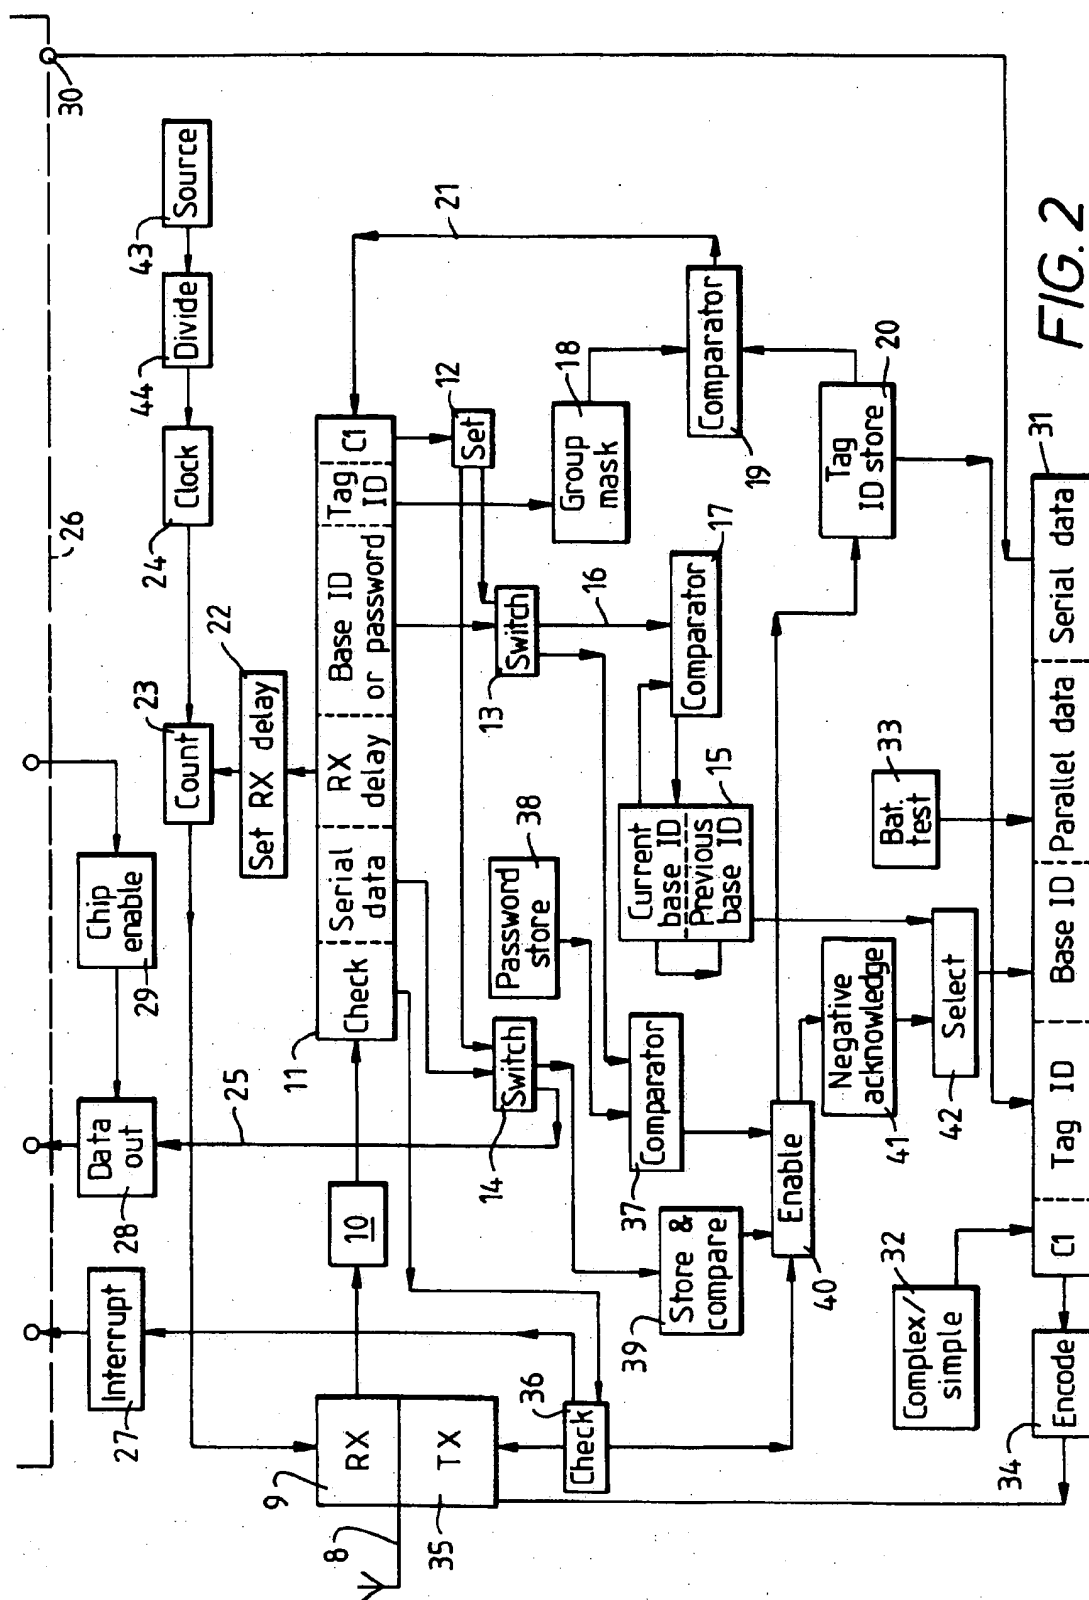 30
26
43
Source
44
Divide
24
Clock
23
Count
22
Set RX delay
Chip
enable
29
Data
out
28
25
Interrupt
27
11
Check
Serial
data
RX
delay
Base ID
or password
Tag
ID
C1
21
10
9
RX
TX
8
35
36
Check
12
Set
13
Switch
16
14
Switch
38
Password
store
18
Group
mask
19
Comparator
17
Comparator
15
Current
base ID
Previous
base ID
37
Comparator
39
Store &
compare
20
Tag
ID store
40
Enable
41
Negative
acknowledge
42
Select
33
Bat.
test
32
Complex/
simple
34
Encode
31
C1
Tag ID
Base ID
Parallel data
Serial data
FIG. 2